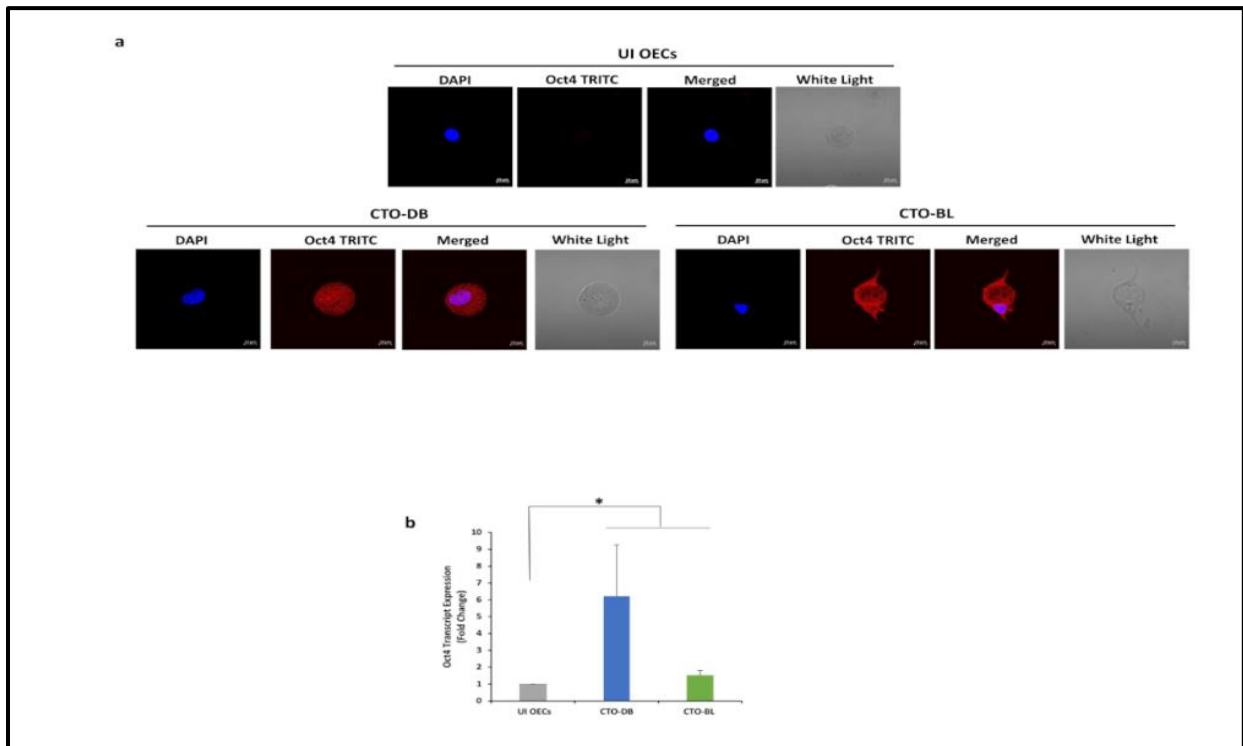 a
UI OECs
DAPI Oct4 TRITC Merged White Light
CTO-DB CTO-BL
DAPI Oct4 TRITC Merged White Light DAPI Oct4 TRITC Merged White Light
b
*
Oct4 Transcript Expression
(Fold Change)
10
9
8
7
6
5
4
3
2
1
0
UI OECs CTO-DB CTO-BL